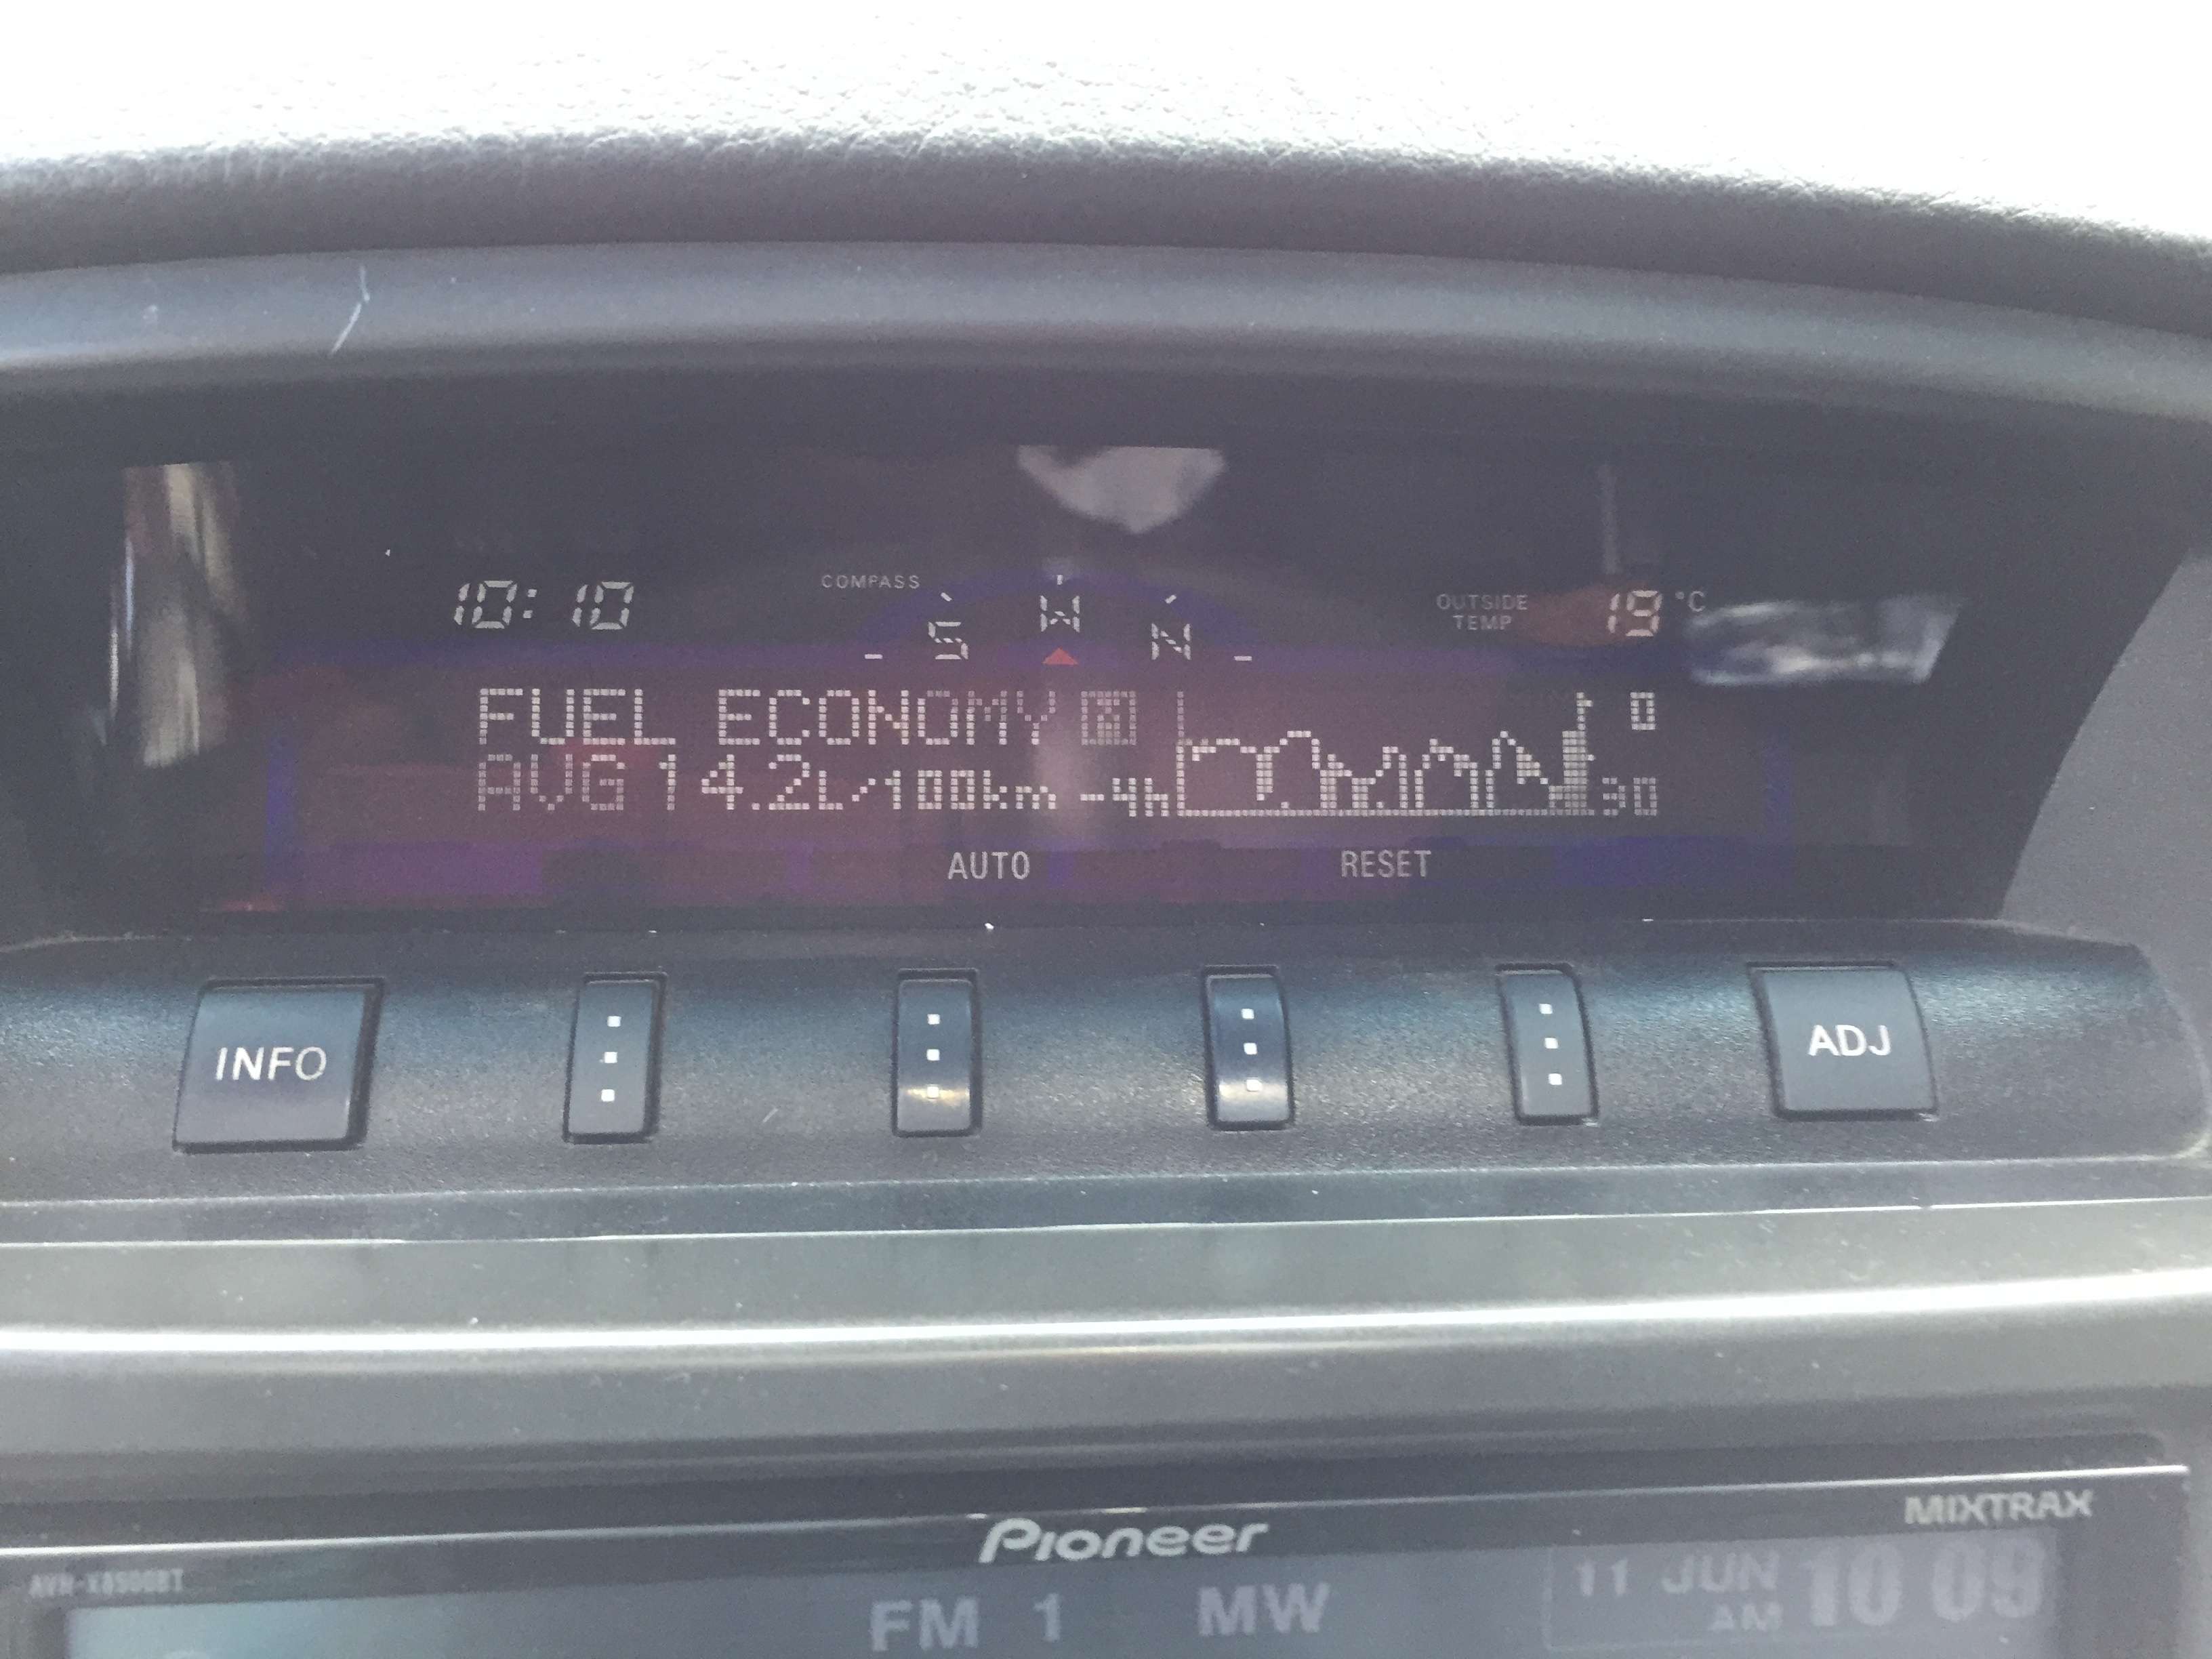 10:10
COMPASS
S W N
OUTSIDE
TEMP 19 °C
FUEL ECONOMY 0
AVG 14.2L/100km -4h 30
AUTO RESET
INFO ADJ
MIXTRAX
Pioneer
FM 1 MW
11 JUN
AM 10 09